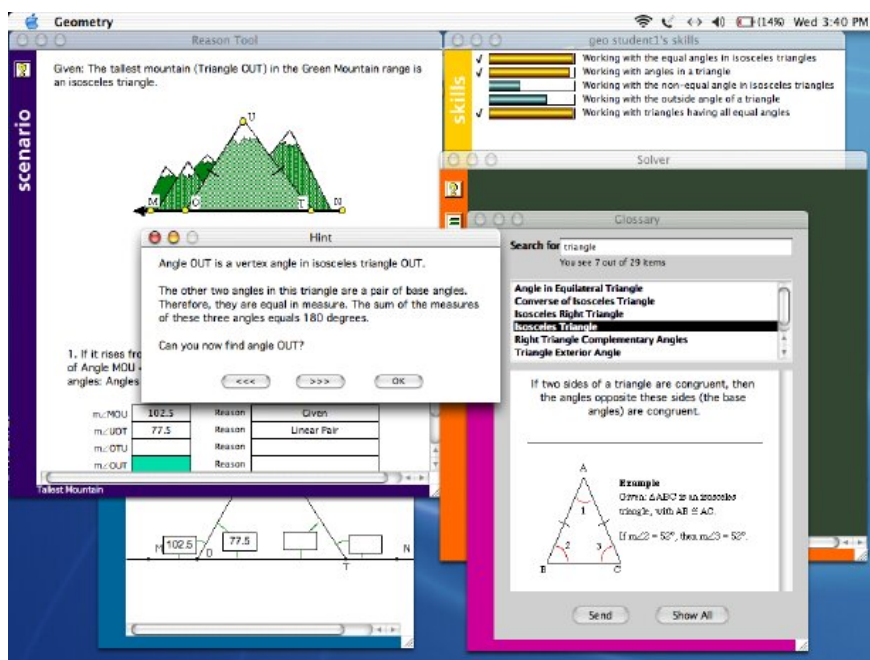 Geometry
(14%) Wed 3:40 PM
Reason Tool
scenario
Given: The tallest mountain (Triangle OUT) in the Green Mountain range is
an isosceles triangle.
U
M O T N
1. If it rises fro
of Angle MOU
angles: Angles
m∠MOU 102.5 Reason Given
m∠UOT 77.5 Reason Linear Pair
m∠OTU Reason
m∠OUT Reason
Tallest Mountain
geo student1's skills
skills
Working with the equal angles in isosceles triangles
Working with angles in a triangle
Working with the non-equal angle in isosceles triangles
Working with the outside angle of a triangle
Working with triangles having all equal angles
Solver
Hint
Angle OUT is a vertex angle in isosceles triangle OUT.
The other two angles in this triangle are a pair of base angles.
Therefore, they are equal in measure. The sum of the measures
of these three angles equals 180 degrees.
Can you now find angle OUT?
<<< >>> OK
Glossary
Search for triangle
You see 7 out of 29 items
Angle in Equilateral Triangle
Converse of Isosceles Triangle
Isosceles Right Triangle
Isosceles Triangle
Right Triangle Complementary Angles
Triangle Exterior Angle
If two sides of a triangle are congruent, then
the angles opposite these sides (the base
angles) are congruent.
A
1
2 3
B C
Example
Given: ΔABC is an isosceles
triangle, with AB ≅ AC.
If m∠2 = 52°, then m∠3 = 52°.
Send Show All
M 102.5 O 77.5 T N